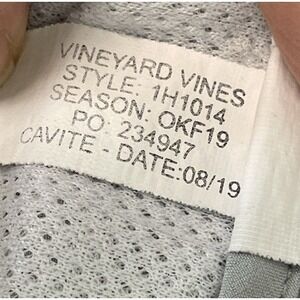 VINEYARD VINES
STYLE: 1H1014
SEASON: OKF19
PO: 234947
CAVITE - DATE:08/19